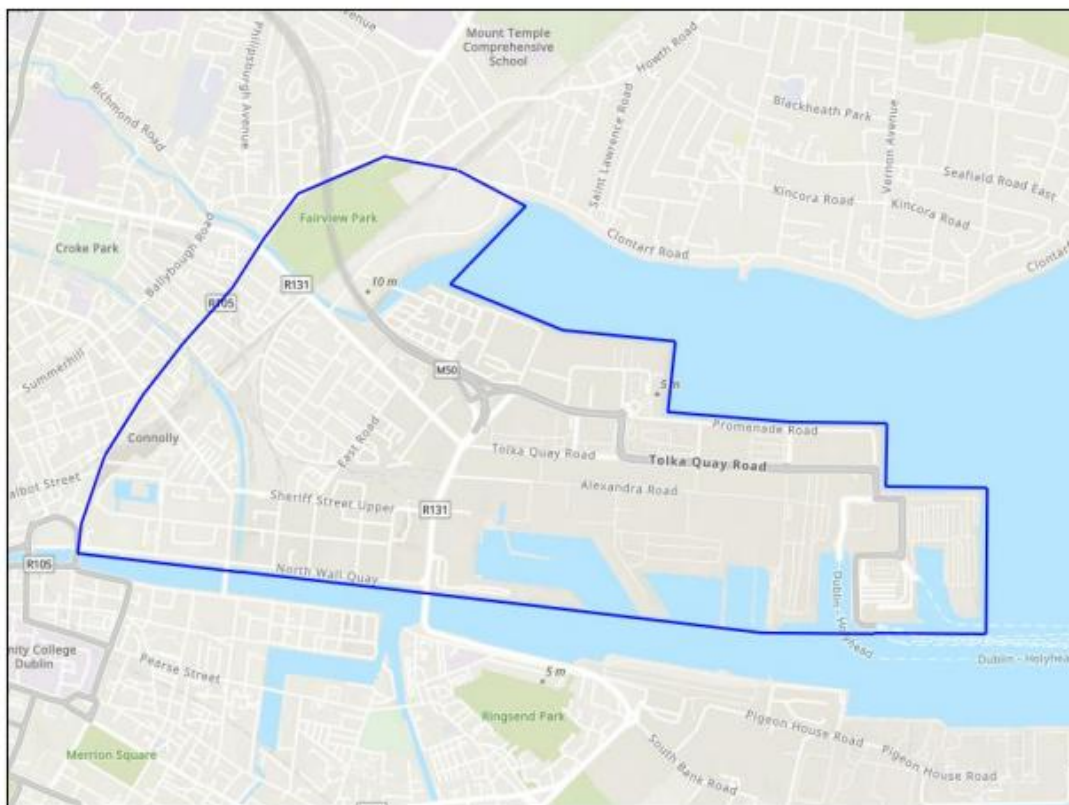 Mount Temple
Comprehensive
School
Howth Road
Philipsburgh Avenue
Avenue
Richmond Road
Saint Lawrence Road
Blackheath Park
Vernon Avenue
Seafield Road East
Kincora Road
Kincora Road
Fairview Park
Croke Park
Ballybough Road
Clontarf Road
Clontarf
10 m
R131
R105
Summerhill
M50
5 m
Promenade Road
Connolly
East Road
Tolka Quay Road
Tolka Quay Road
albot Street
Alexandra Road
Sheriff Street Upper
R131
R105
North Wall Quay
Dublin - Holyhead
nity College
Dublin
Pearse Street
5 m
Dublin - Holyhea
Ringsend Park
Pigeon House Road
Pigeon House Road
South Bank Road
Merrion Square